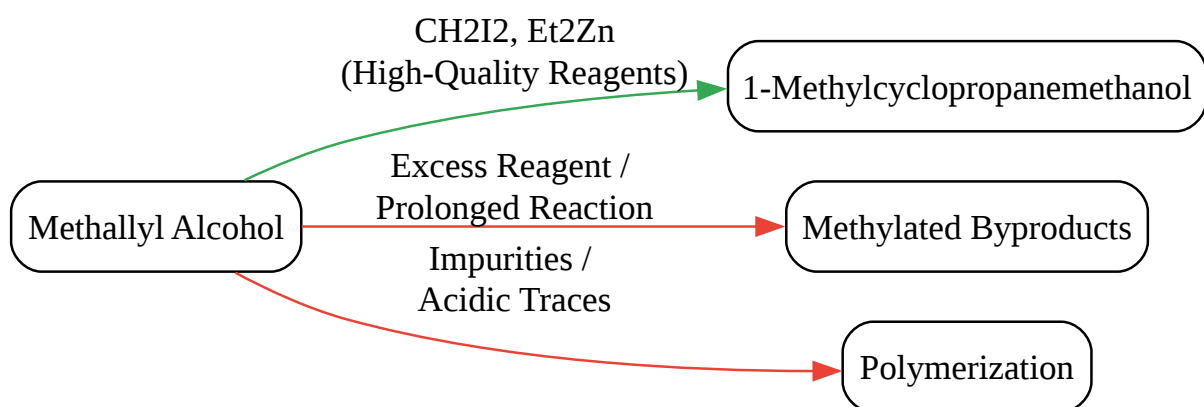 CH2I2, Et2Zn
(High-Quality Reagents)
1-Methylcyclopropanemethanol
Excess Reagent /
Prolonged Reaction
Methallyl Alcohol
Methylated Byproducts
Impurities /
Acidic Traces
Polymerization